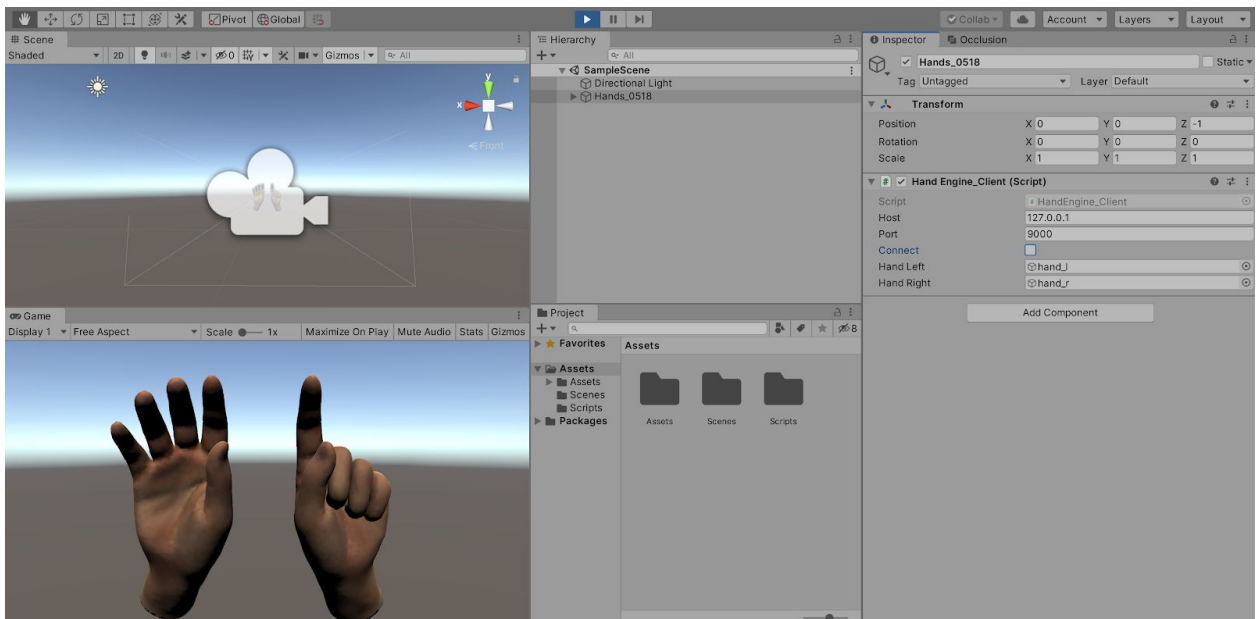 Pivot Global Collab Account Layers Layout
Scene
Shaded 2D 0 Gizmos All
y
x
Front
Game
Display 1 Free Aspect Scale 1x Maximize On Play Mute Audio Stats Gizmos
Hierarchy
All
SampleScene
Directional Light
Hands_0518
Project
8
Favorites
Assets
Assets
Scenes
Scripts
Packages
Assets
Assets Scenes Scripts
Inspector Occlusion
Hands_0518 Static
Tag Untagged Layer Default
Transform
Position X 0 Y 0 Z -1
Rotation X 0 Y 0 Z 0
Scale X 1 Y 1 Z 1
# Hand Engine_Client (Script)
Script # HandEngine_Client
Host 127.0.0.1
Port 9000
Connect
Hand Left hand_l
Hand Right hand_r
Add Component